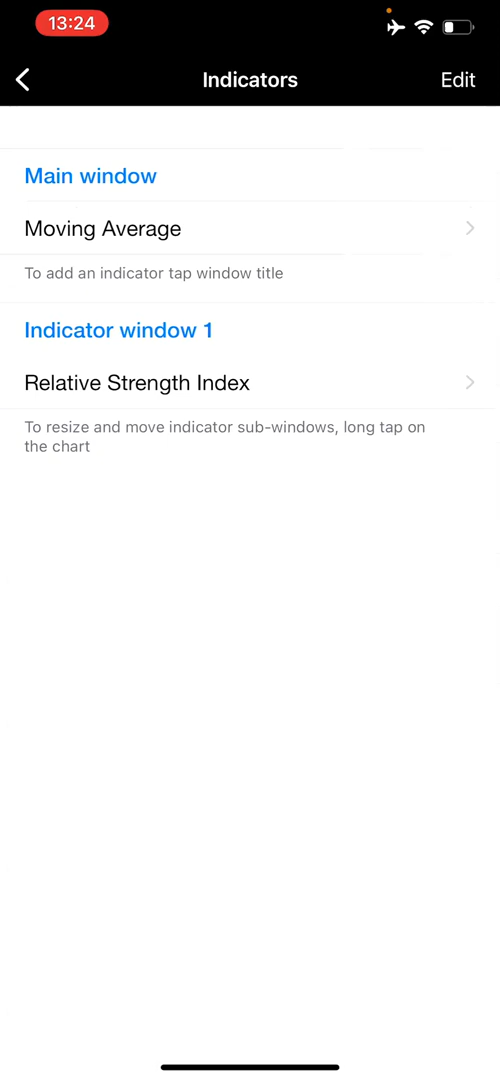 13:24
Indicators
Edit
Main window
Moving Average
To add an indicator tap window title
Indicator window 1
Relative Strength Index
To resize and move indicator sub-windows, long tap on
the chart